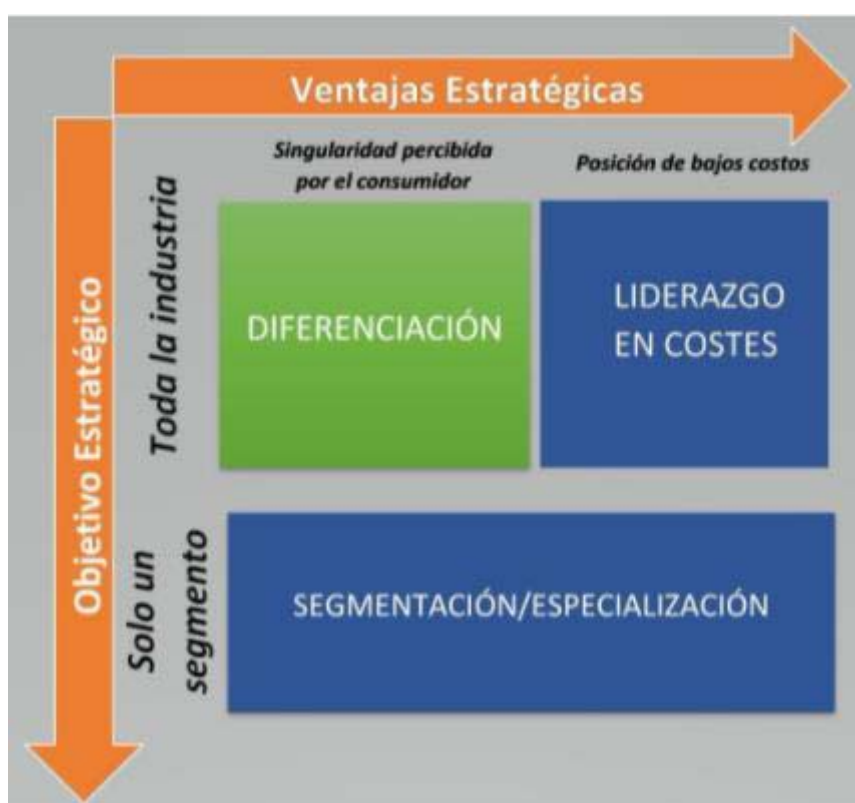 Ventajas Estratégicas
Singularidad percibida
por el consumidor
Posición de bajos costos
Objetivo Estratégico
Toda la industria
DIFERENCIACIÓN
LIDERAZGO
EN COSTES
Solo un
segmento
SEGMENTACIÓN/ESPECIALIZACIÓN